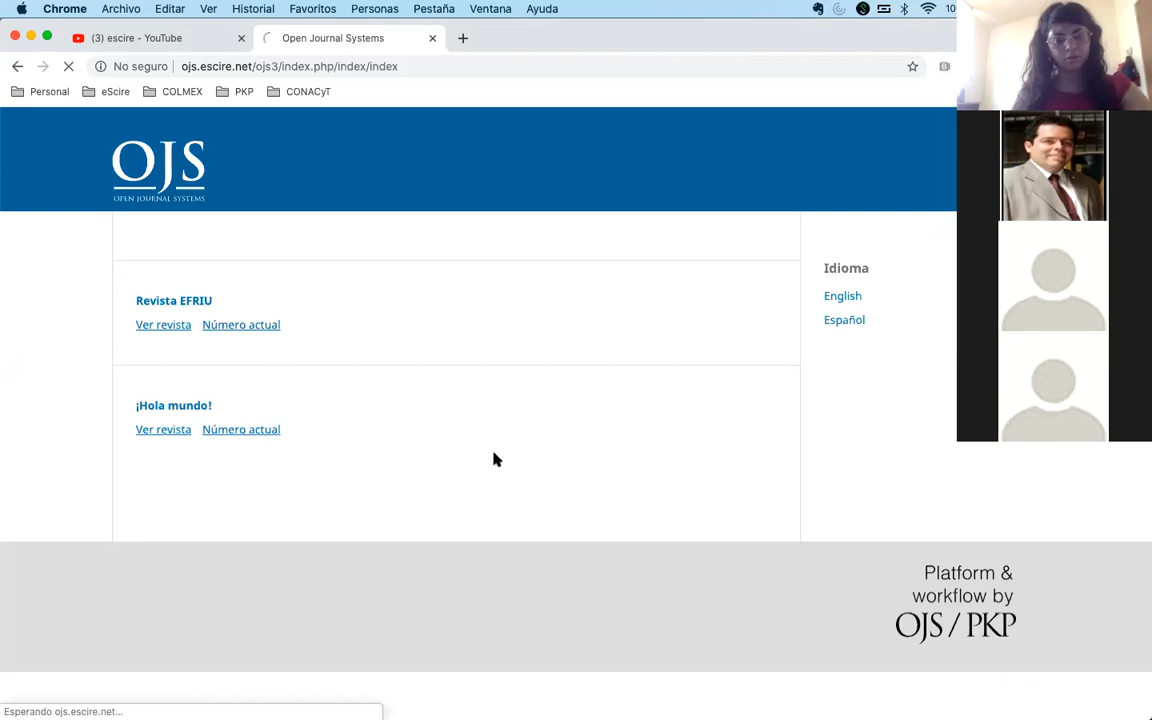 Chrome Archivo Editar Ver Historial Favoritos Personas Pestaña Ventana Ayuda 10
(3) escire - YouTube
Open Journal Systems
No seguro ojs.escire.net/ojs3/index.php/index/index
Personal eScire COLMEX PKP CONACyT
OJS
OPEN JOURNAL SYSTEMS
Idioma
English
Español
Revista EFRIU
Ver revista Número actual
¡Hola mundo!
Ver revista Número actual
Platform &
workflow by
OJS / PKP
Esperando ojs.escire.net...